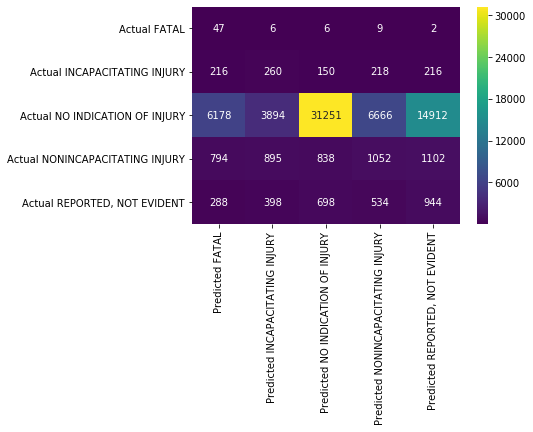 Actual FATAL 47 6 6 9 2
Actual INCAPACITATING INJURY 216 260 150 218 216
Actual NO INDICATION OF INJURY 6178 3894 31251 6666 14912
Actual NONINCAPACITATING INJURY 794 895 838 1052 1102
Actual REPORTED, NOT EVIDENT 288 398 698 534 944
Predicted FATAL
Predicted INCAPACITATING INJURY
Predicted NO INDICATION OF INJURY
Predicted NONINCAPACITATING INJURY
Predicted REPORTED, NOT EVIDENT
30000
24000
18000
12000
6000